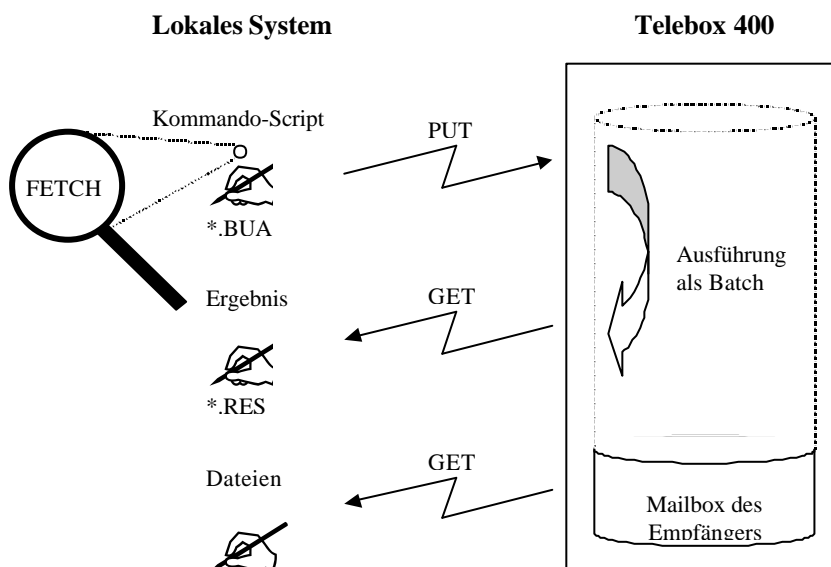 Lokales System
Telebox 400
Kommando-Script
PUT
FETCH
*.BUA
Ausführung
als Batch
Ergebnis
GET
*.RES
Dateien
GET
Mailbox des
Empfängers